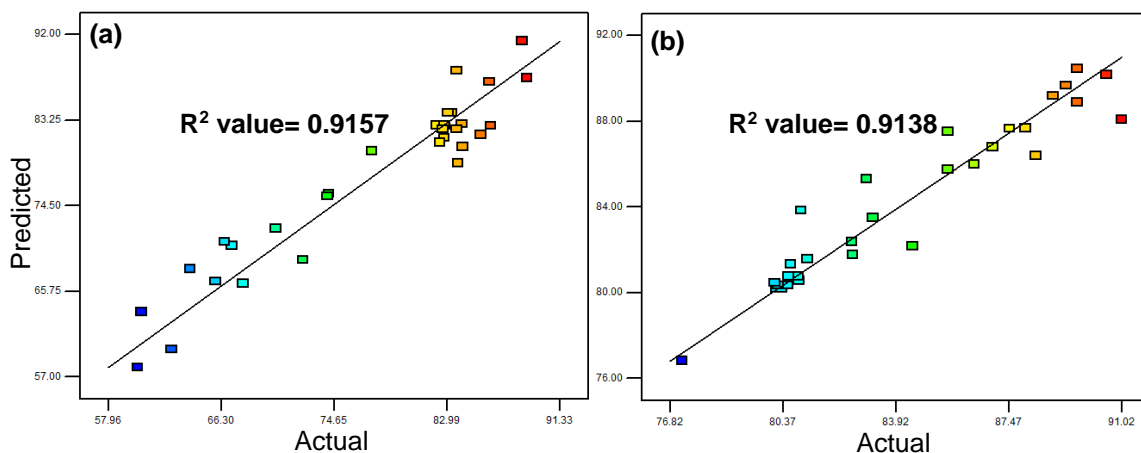 (a)
R² value= 0.9157
92.00
83.25
74.50
65.75
57.00
Predicted
57.96 66.30 74.65 82.99 91.33
Actual
(b)
R² value= 0.9138
92.00
88.00
84.00
80.00
76.00
76.82 80.37 83.92 87.47 91.02
Actual